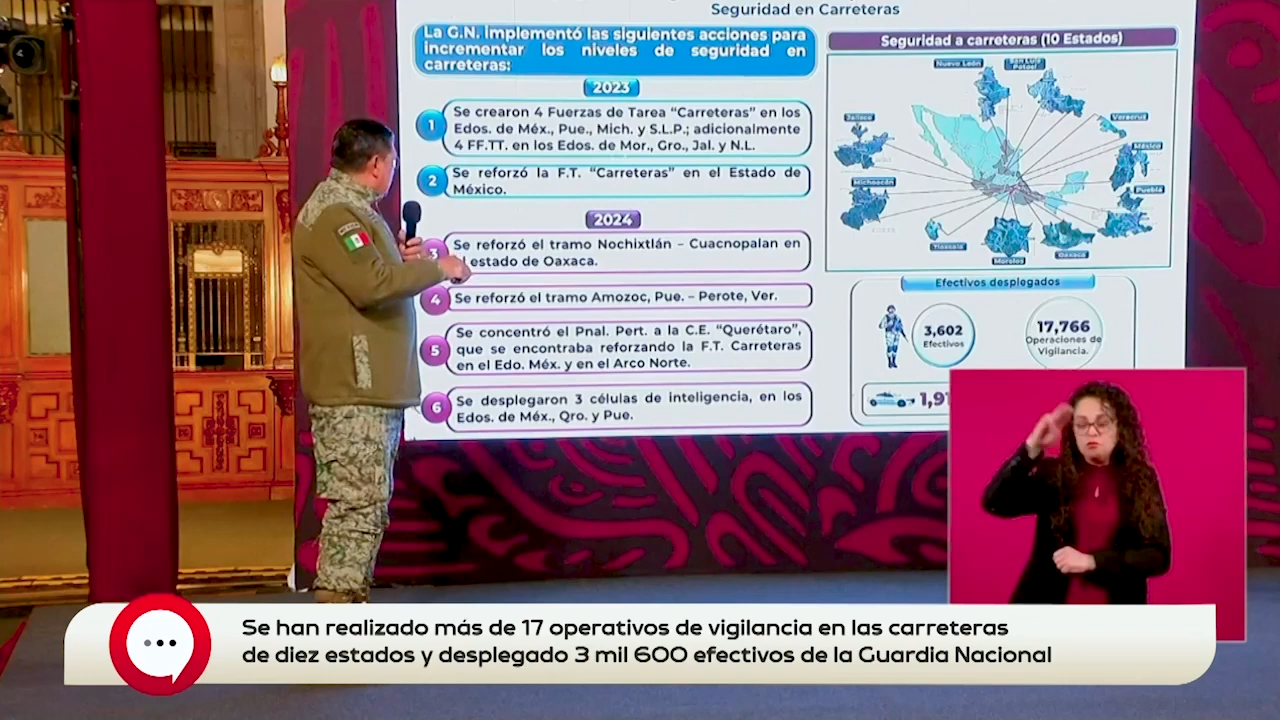 Seguridad en Carreteras
La G.N. implementó las siguientes acciones para
incrementar los niveles de seguridad en
carreteras:
2023
1
Se crearon 4 Fuerzas de Tarea “Carreteras” en los
Edos. de Méx., Pue., Mich. y S.L.P.; adicionalmente
4 FF.TT. en los Edos. de Mor., Gro., Jal. y N.L.
2
Se reforzó la F.T. “Carreteras” en el Estado de
México.
2024
3
Se reforzó el tramo Nochixtlán – Cuacnopalan en
estado de Oaxaca.
4
Se reforzó el tramo Amozoc, Pue. – Perote, Ver.
5
Se concentró el Pnal. Pert. a la C.E. “Querétaro”,
que se encontraba reforzando la F.T. Carreteras
en el Edo. Méx. y en el Arco Norte.
6
Se desplegaron 3 células de inteligencia, en los
Edos. de Méx., Qro. y Pue.
Seguridad a carreteras (10 Estados)
Nuevo León
San Luis
Potosí
Jalisco
Veracruz
México
Michoacán
Puebla
Tlaxcala
Morelos
Oaxaca
Efectivos desplegados
3,602
Efectivos
17,766
Operaciones de
Vigilancia.
Se han realizado más de 17 operativos de vigilancia en las carreteras
de diez estados y desplegado 3 mil 600 efectivos de la Guardia Nacional